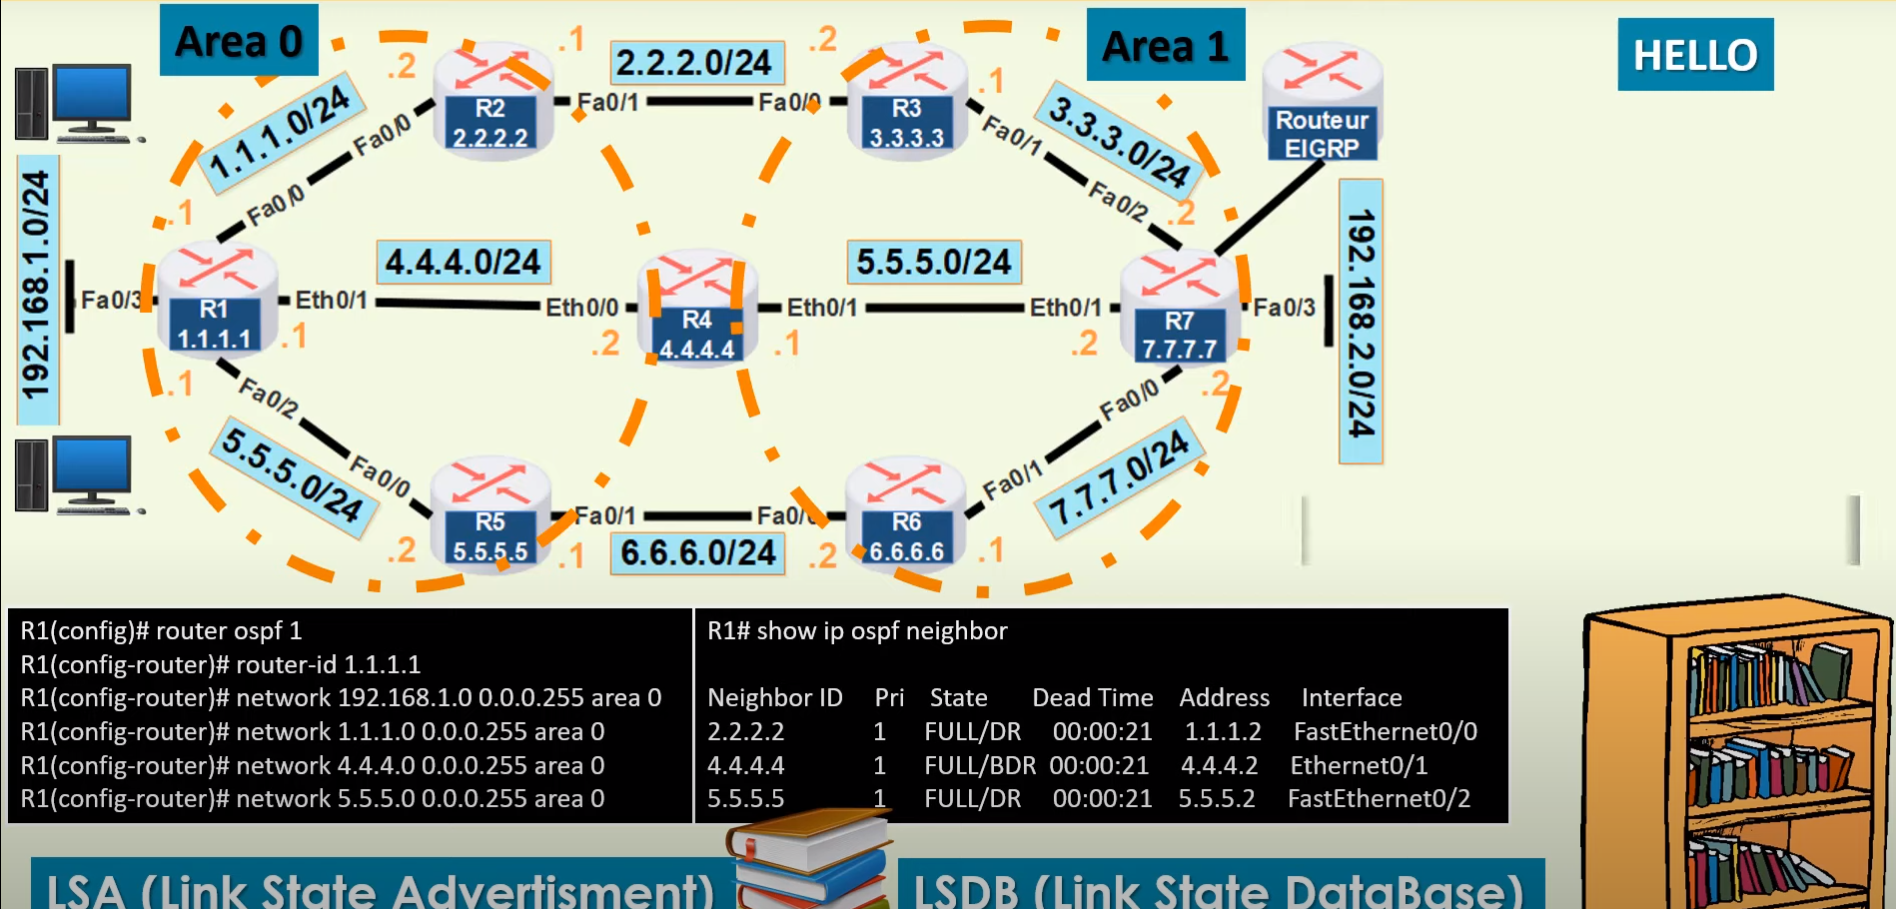 Area 0
Area 1
HELLO
.2
.1
2.2.2.0/24
.2
.1
1.1.1.0/24
Fa0/0
R2
2.2.2.2
Fa0/1
Fa0/0
R3
3.3.3.3
Fa0/1
3.3.3.0/24
Routeur
EIGRP
Fa0/2
.2
192.168.1.0/24
.1
Fa0/0
4.4.4.0/24
5.5.5.0/24
192.168.2.0/24
Fa0/3
R1
1.1.1.1
Eth0/1
.1
Eth0/0
.2
R4
4.4.4.4
Eth0/1
.1
Eth0/1
.2
R7
7.7.7.7
Fa0/3
.1
Fa0/2
.2
Fa0/0
5.5.5.0/24
Fa0/0
R5
5.5.5.5
Fa0/1
Fa0/0
R6
6.6.6.6
Fa0/1
7.7.7.0/24
.2
.1
6.6.6.0/24
.2
.1
R1(config)# router ospf 1
R1(config-router)# router-id 1.1.1.1
R1(config-router)# network 192.168.1.0 0.0.0.255 area 0
R1(config-router)# network 1.1.1.0 0.0.0.255 area 0
R1(config-router)# network 4.4.4.0 0.0.0.255 area 0
R1(config-router)# network 5.5.5.0 0.0.0.255 area 0
R1# show ip ospf neighbor
Neighbor ID Pri State Dead Time Address Interface
2.2.2.2 1 FULL/DR 00:00:21 1.1.1.2 FastEthernet0/0
4.4.4.4 1 FULL/BDR 00:00:21 4.4.4.2 Ethernet0/1
5.5.5.5 1 FULL/DR 00:00:21 5.5.5.2 FastEthernet0/2
LSA (Link State Advertisment)
LSDB (Link State DataBase)